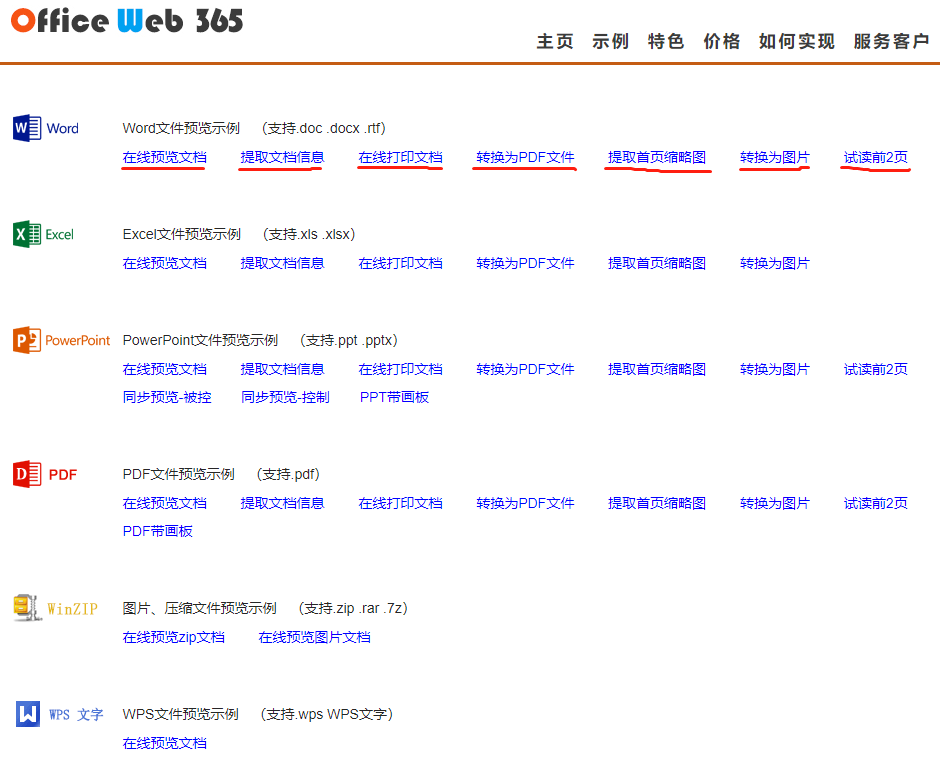 Office Web 365
主页 示例 特色 价格 如何实现 服务客户
Word Word文件预览示例 （支持.doc .docx .rtf）
在线预览文档 提取文档信息 在线打印文档 转换为PDF文件 提取首页缩略图 转换为图片 试读前2页
Excel Excel文件预览示例 （支持.xls .xlsx）
在线预览文档 提取文档信息 在线打印文档 转换为PDF文件 提取首页缩略图 转换为图片
PowerPoint PowerPoint文件预览示例 （支持.ppt .pptx）
在线预览文档 提取文档信息 在线打印文档 转换为PDF文件 提取首页缩略图 转换为图片 试读前2页
同步预览-被控 同步预览-控制 PPT带画板
PDF PDF文件预览示例 （支持.pdf）
在线预览文档 提取文档信息 在线打印文档 转换为PDF文件 提取首页缩略图 转换为图片 试读前2页
PDF带画板
WinZIP 图片、压缩文件预览示例 （支持.zip .rar .7z）
在线预览zip文档 在线预览图片文档
WPS 文字 WPS文件预览示例 （支持.wps WPS文字）
在线预览文档